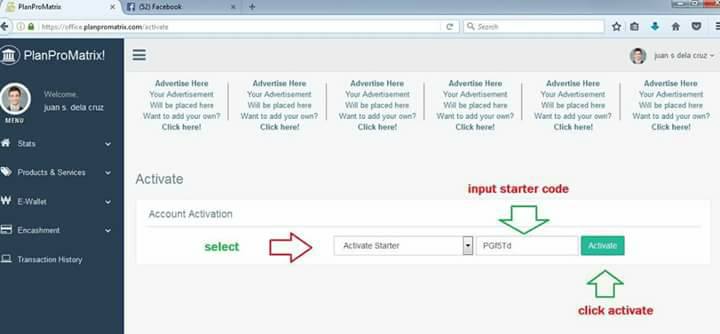 PlanProMatrix
(52) Facebook
https://office.planpromatrix.com/activate
Search
PlanProMatrix!
juan s. dela cruz
Welcome,
juan s. dela cruz
MENU
Stats
Products & Services
E-Wallet
Encashment
Transaction History
Advertise Here
Your Advertisement
Will be placed here
Want to add your own?
Click here!
Advertise Here
Your Advertisement
Will be placed here
Want to add your own?
Click here!
Advertise Here
Your Advertisement
Will be placed here
Want to add your own?
Click here!
Advertise Here
Your Advertisement
Will be placed here
Want to add your own?
Click here!
Advertise Here
Your Advertisement
Will be placed here
Want to add your own?
Click here!
Advertise Here
Your Advertisement
Will be placed here
Want to add your own?
Click here!
Activate
input starter code
Account Activation
select
Activate Starter
PGf5Td
Activate
click activate